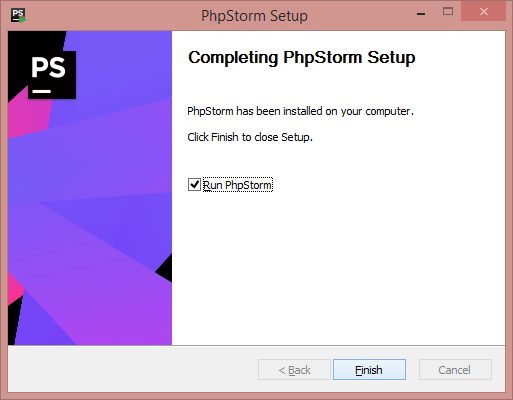 PhpStorm Setup
PS
Completing PhpStorm Setup
PhpStorm has been installed on your computer.
Click Finish to close Setup.
Run PhpStorm
< Back
Finish
Cancel